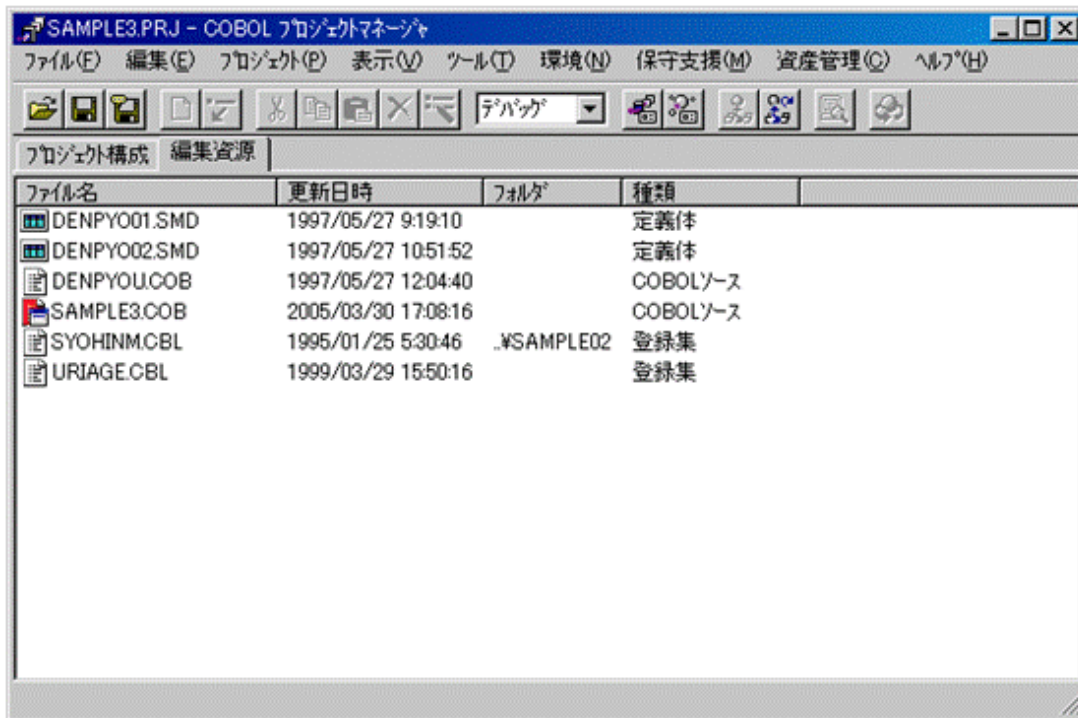 SAMPLE3.PRJ - COBOL プロジェクトマネージャ
ファイル(F) 編集(E) プロジェクト(P) 表示(V) ツール(T) 環境(N) 保守支援(M) 資産管理(C) ヘルプ(H)
デバッグ
プロジェクト構成 編集資源
ファイル名 更新日時 フォルダ 種類
DENPYO01.SMD 1997/05/27 9:19:10 定義体
DENPYO02.SMD 1997/05/27 10:51:52 定義体
DENPYOU.COB 1997/05/27 12:04:40 COBOLソース
SAMPLE3.COB 2005/03/30 17:08:16 COBOLソース
SYOHINM.CBL 1995/01/25 5:30:46 ..¥SAMPLE02 登録集
URIAGE.CBL 1999/03/29 15:50:16 登録集